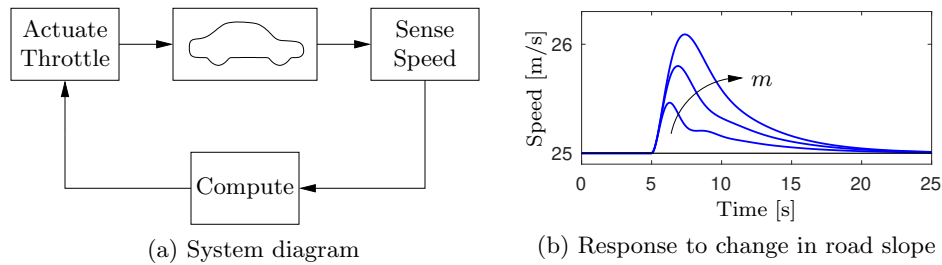 Actuate
Throttle
Sense
Speed
Compute
(a) System diagram
Speed [m/s]
26
25
m
0
5
10
15
20
25
Time [s]
(b) Response to change in road slope